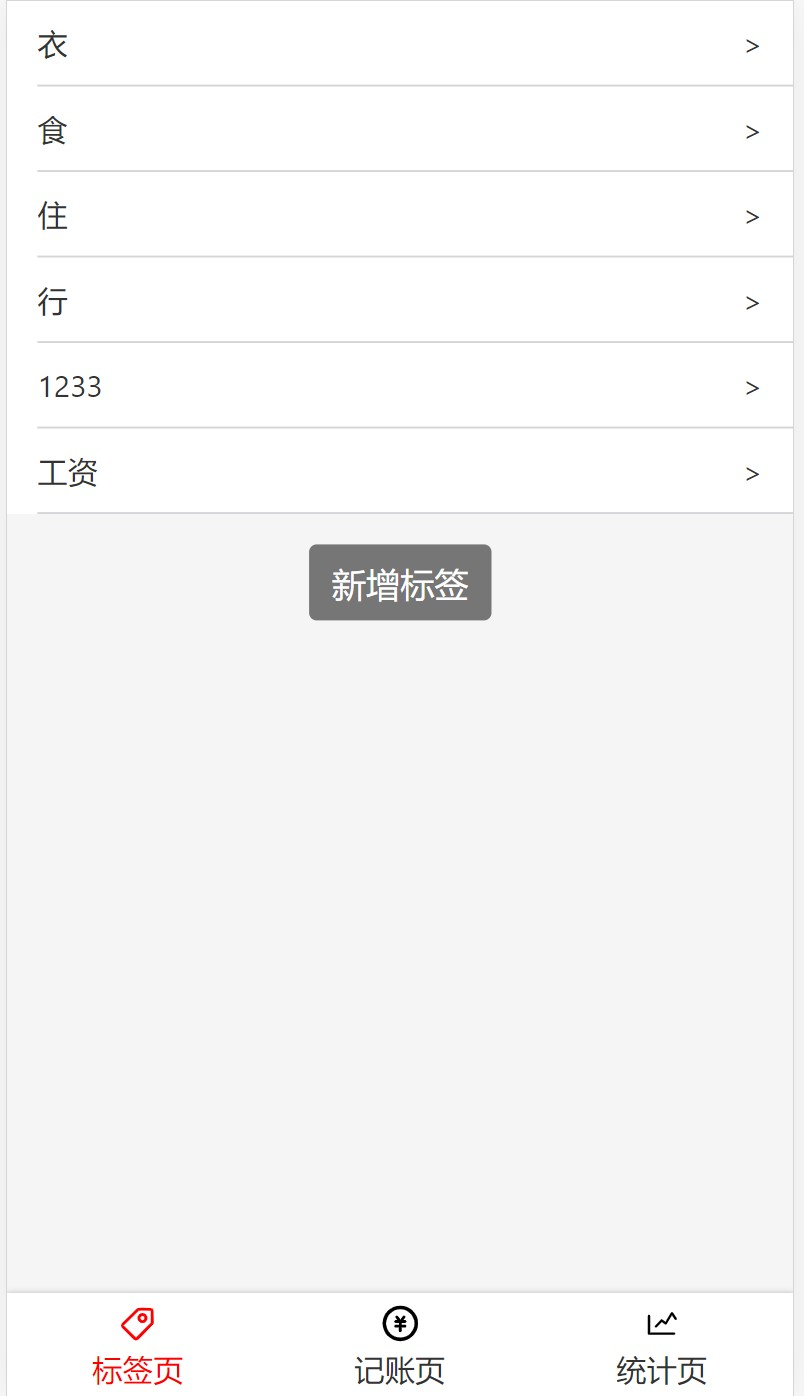 衣 >
食 >
住 >
行 >
1233 >
工资 >
新增标签
标签页 记账页 统计页